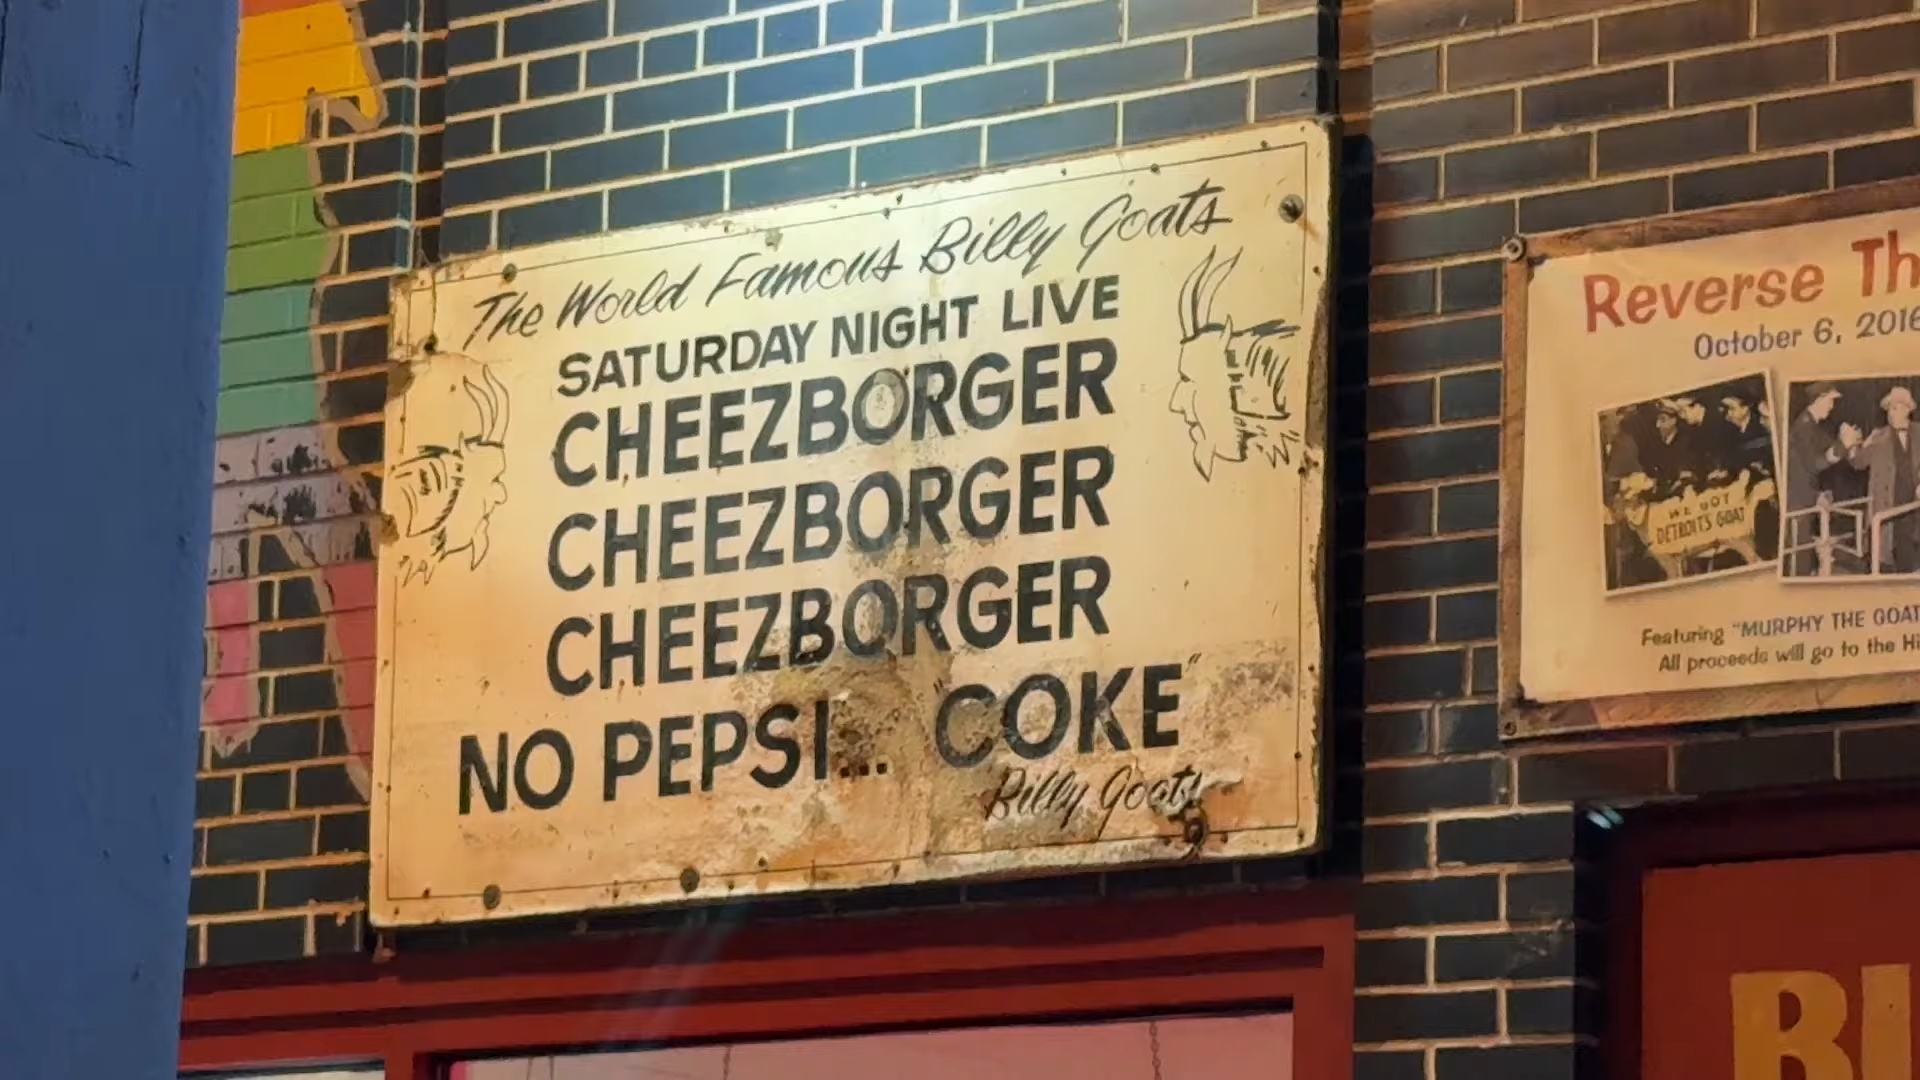 The World Famous Billy Goats
SATURDAY NIGHT LIVE
CHEEZBORGER
CHEEZBORGER
CHEEZBORGER
NO PEPSI... "COKE"
Billy Goats
Reverse Th
October 6, 2016
WE GOT
DETROIT'S GOAT
Featuring "MURPHY THE GOAT
All proceeds will go to the Hi
BI